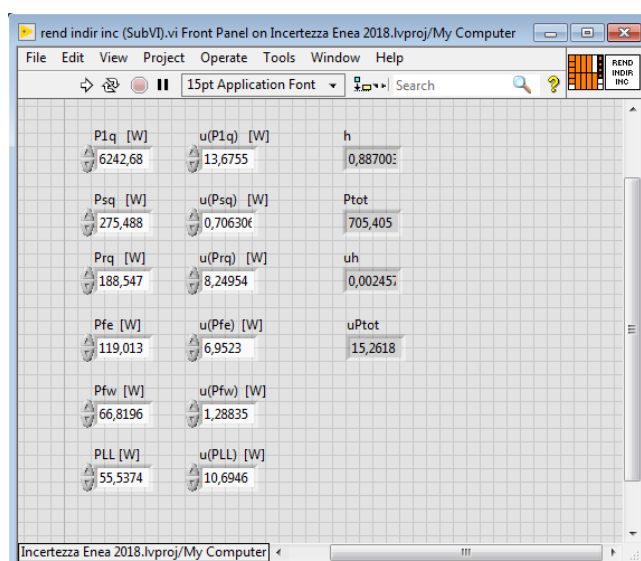 rend indir inc (SubVI).vi Front Panel on Incertezza Enea 2018.lvproj/My Computer
File Edit View Project Operate Tools Window Help
REND
INDIR
INC
15pt Application Font Search
P1q [W] u(P1q) [W] h
6242,68 13,6755 0,887003
Psq [W] u(Psq) [W] Ptot
275,488 0,706306 705,405
Prq [W] u(Prq) [W] uh
188,547 8,24954 0,002457
Pfe [W] u(Pfe) [W] uPtot
119,013 6,9523 15,2618
Pfw [W] u(Pfw) [W]
66,8196 1,28835
PLL [W] u(PLL) [W]
55,5374 10,6946
Incertezza Enea 2018.lvproj/My Computer